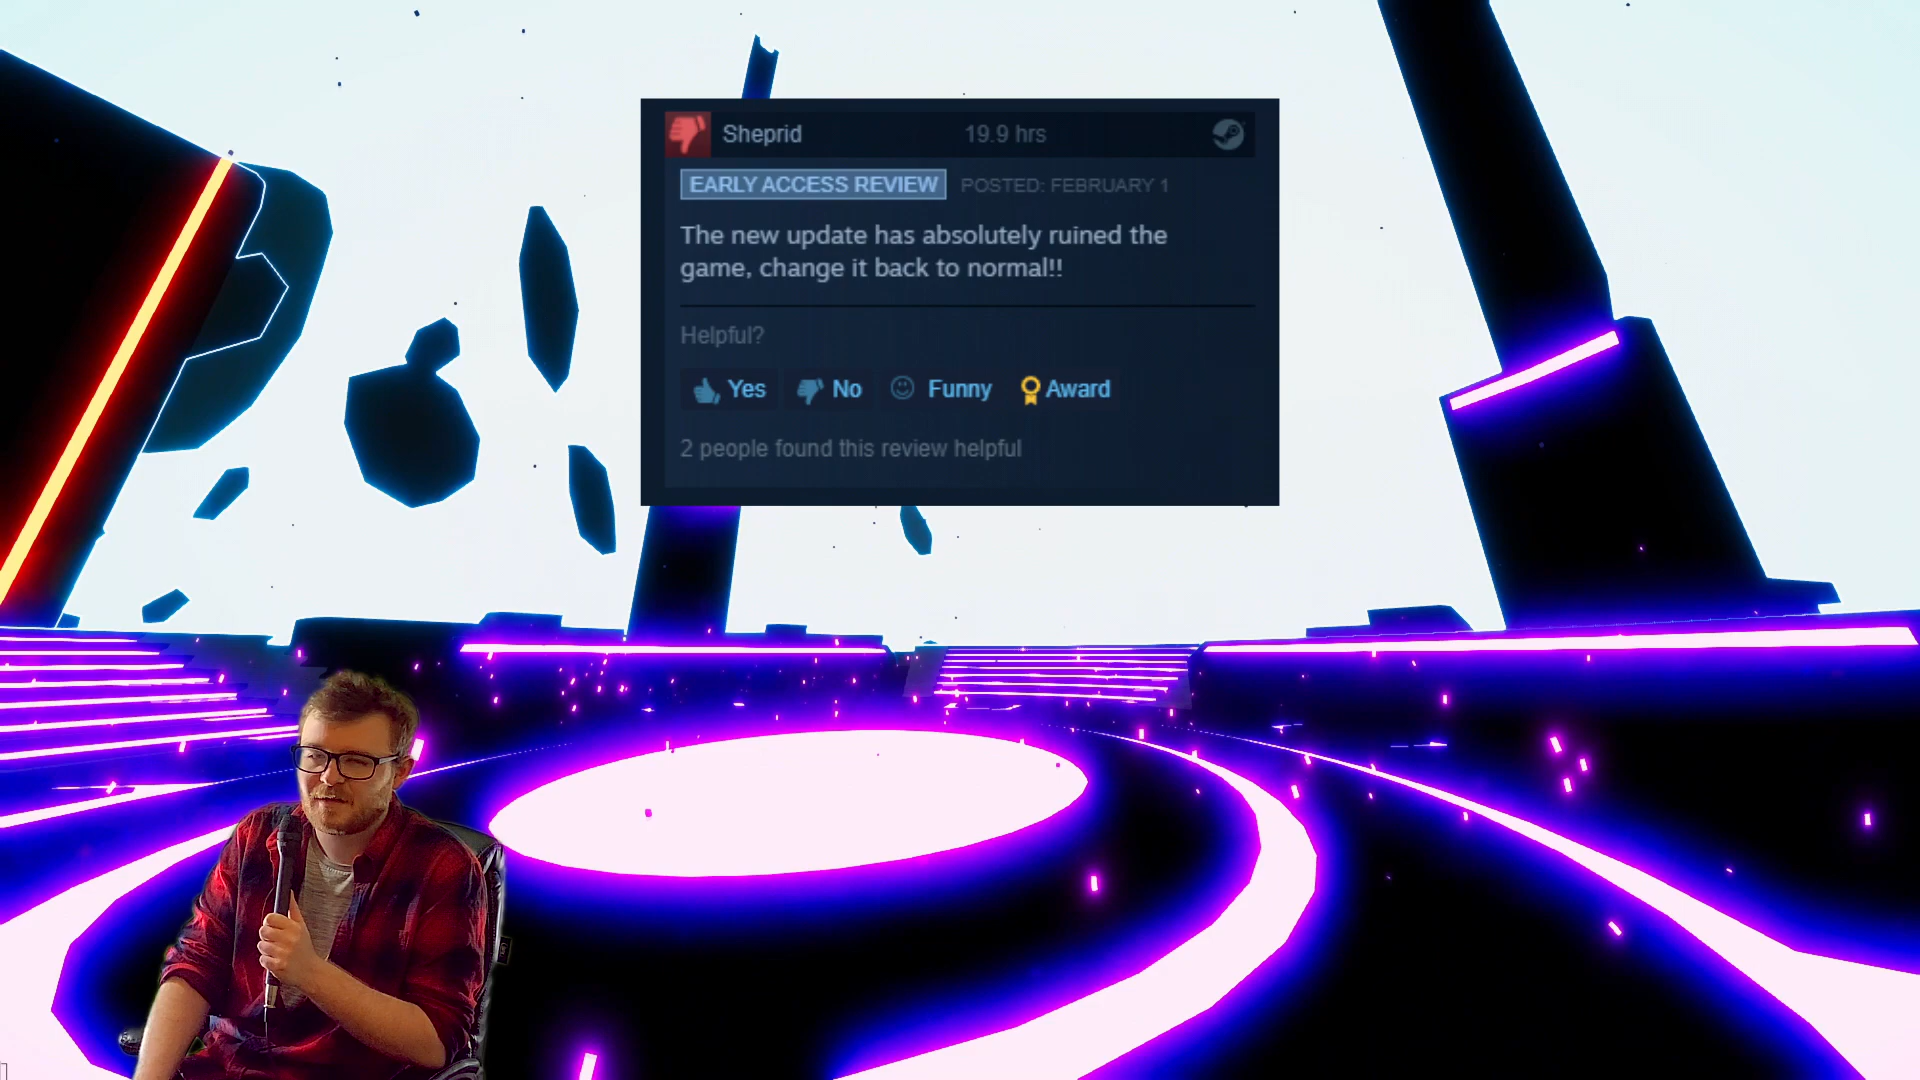 Sheprid 19.9 hrs
EARLY ACCESS REVIEW POSTED: FEBRUARY 1
The new update has absolutely ruined the
game, change it back to normal!!
Helpful?
Yes No Funny Award
2 people found this review helpful